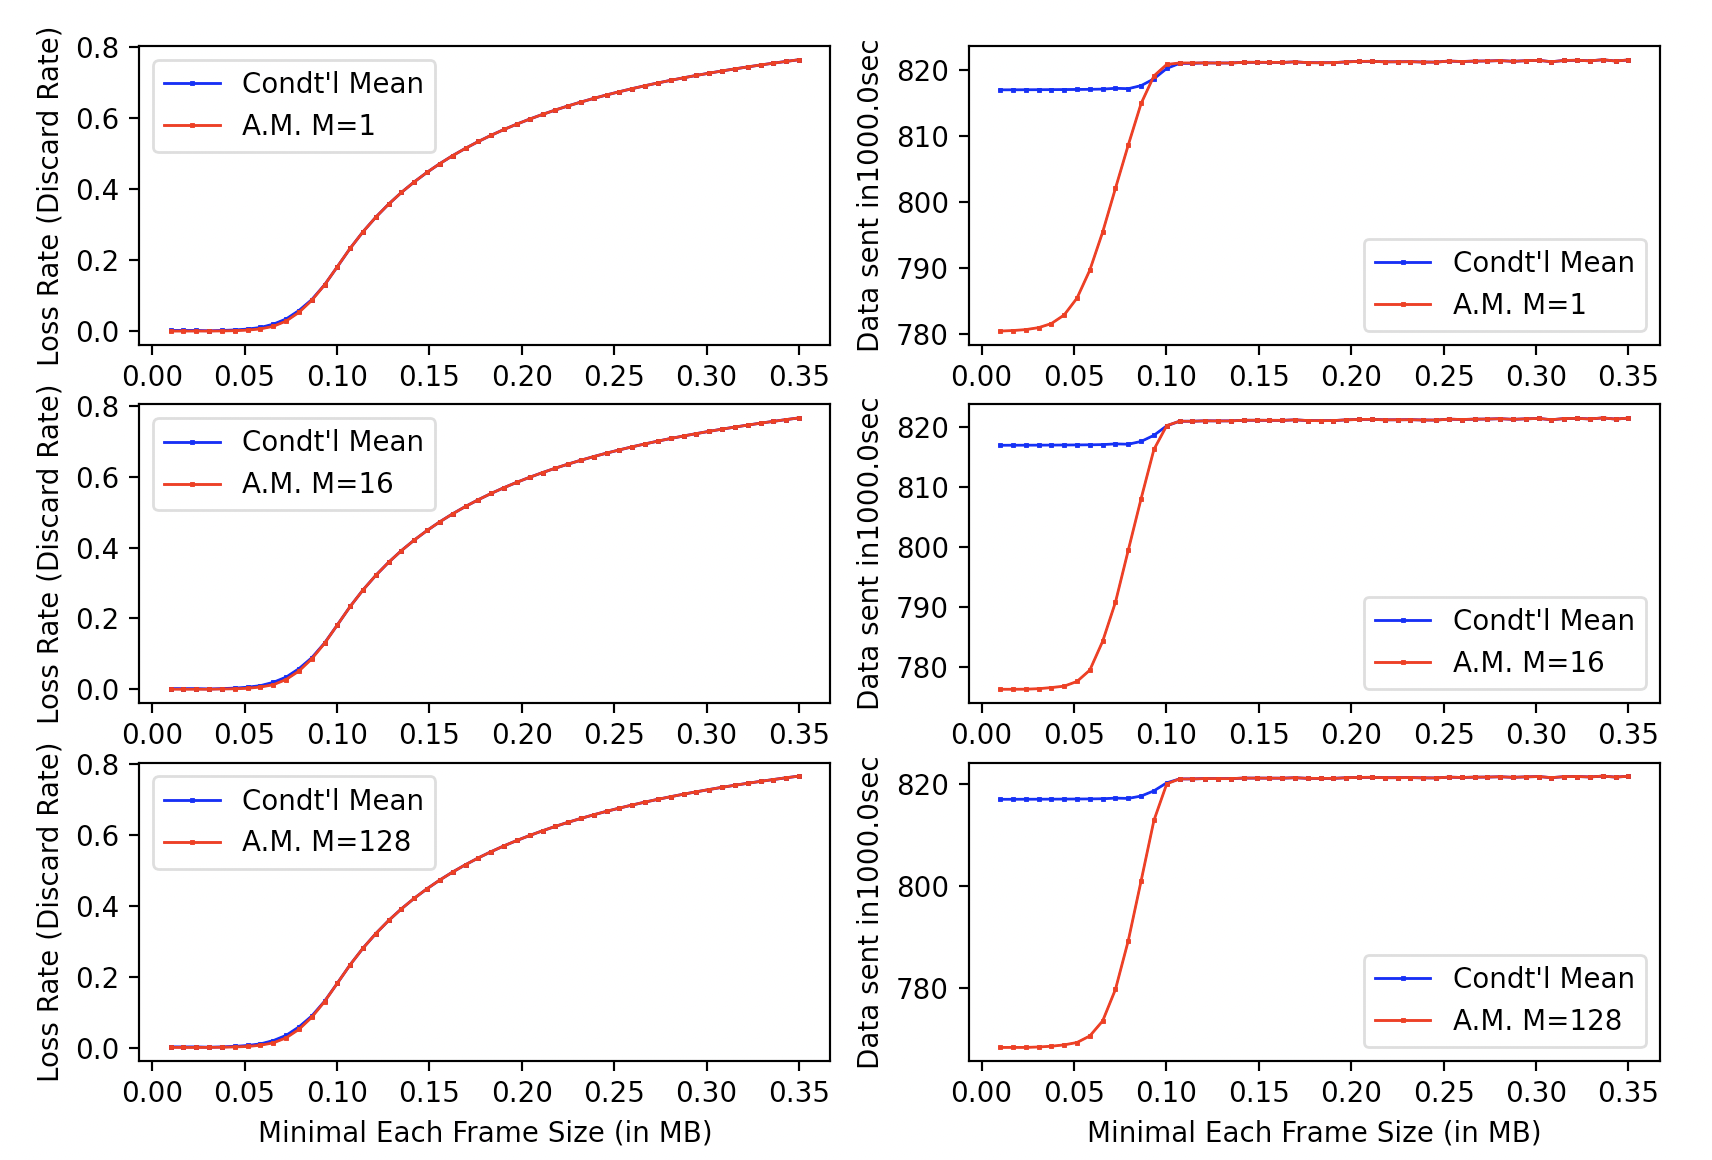 Loss Rate (Discard Rate)
0.8
0.6
0.4
0.2
0.0
Condt'l Mean
A.M. M=1
0.00 0.05 0.10 0.15 0.20 0.25 0.30 0.35
Data sent in1000.0sec
820
810
800
790
780
Condt'l Mean
A.M. M=1
0.00 0.05 0.10 0.15 0.20 0.25 0.30 0.35
Loss Rate (Discard Rate)
0.8
0.6
0.4
0.2
0.0
Condt'l Mean
A.M. M=16
0.00 0.05 0.10 0.15 0.20 0.25 0.30 0.35
Data sent in1000.0sec
820
810
800
790
780
Condt'l Mean
A.M. M=16
0.00 0.05 0.10 0.15 0.20 0.25 0.30 0.35
Loss Rate (Discard Rate)
0.8
0.6
0.4
0.2
0.0
Condt'l Mean
A.M. M=128
0.00 0.05 0.10 0.15 0.20 0.25 0.30 0.35
Minimal Each Frame Size (in MB)
Data sent in1000.0sec
820
800
780
Condt'l Mean
A.M. M=128
0.00 0.05 0.10 0.15 0.20 0.25 0.30 0.35
Minimal Each Frame Size (in MB)